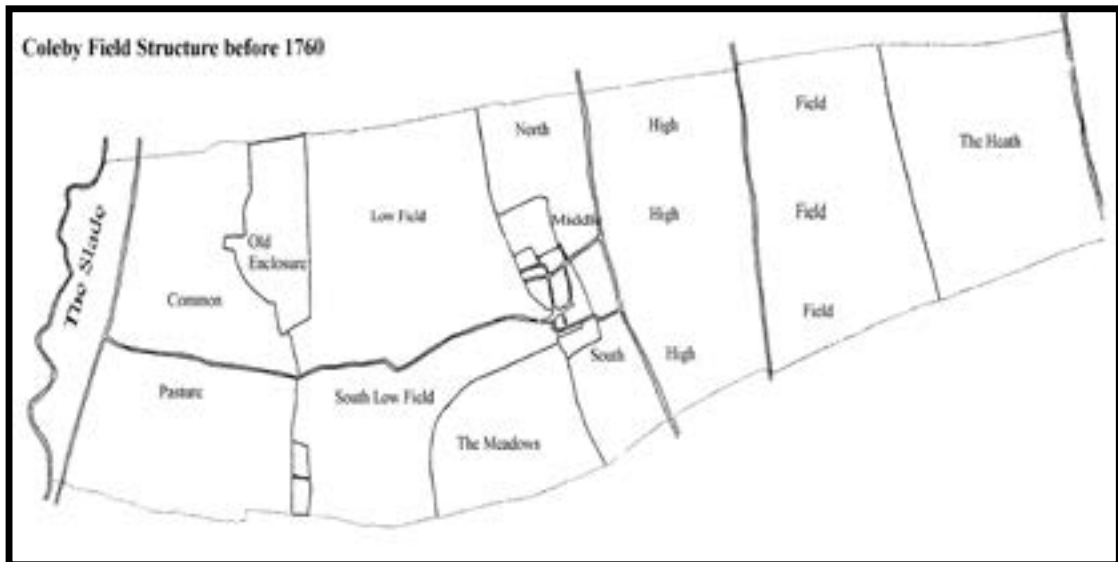 Coleby Field Structure before 1760
North
High
Field
The Heath
The Slade
Low Field
Middle
High
Field
Old
Enclosure
Common
Field
South
High
Pasture
South Low Field
The Meadows